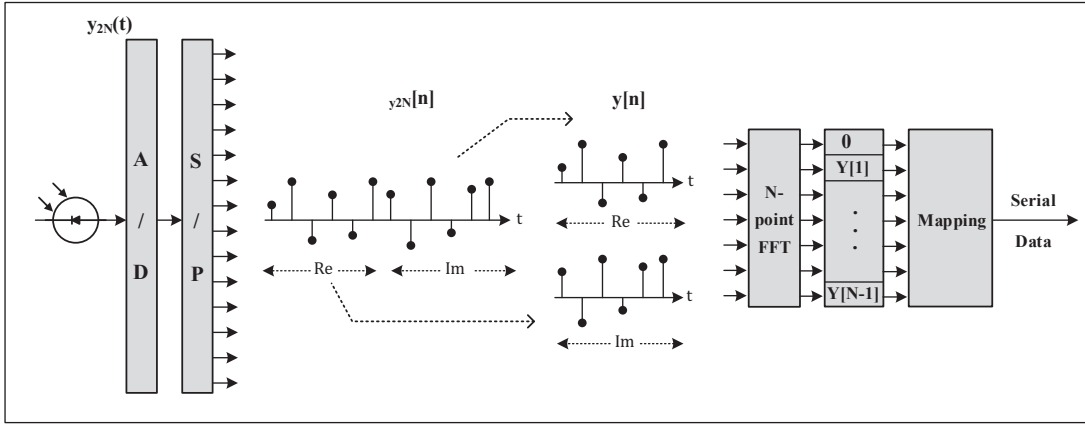 y2N(t)
A
/
D
S
/
P
y2N[n]
t
Re
Im
y[n]
t
Re
t
Im
N-
point
FFT
0
Y[1]
.
.
.
Y[N-1]
Mapping
Serial
Data